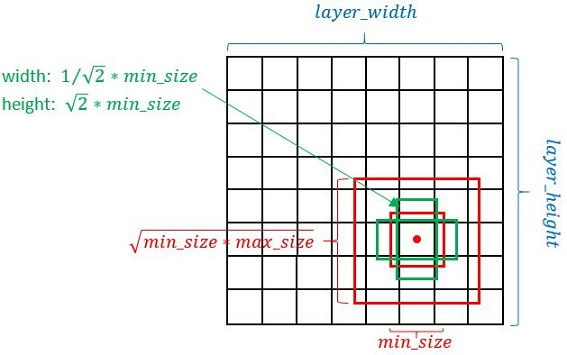 layer_width
width: 1/√2 * min_size
height: √2 * min_size
layer_height
√min_size * max_size
min_size